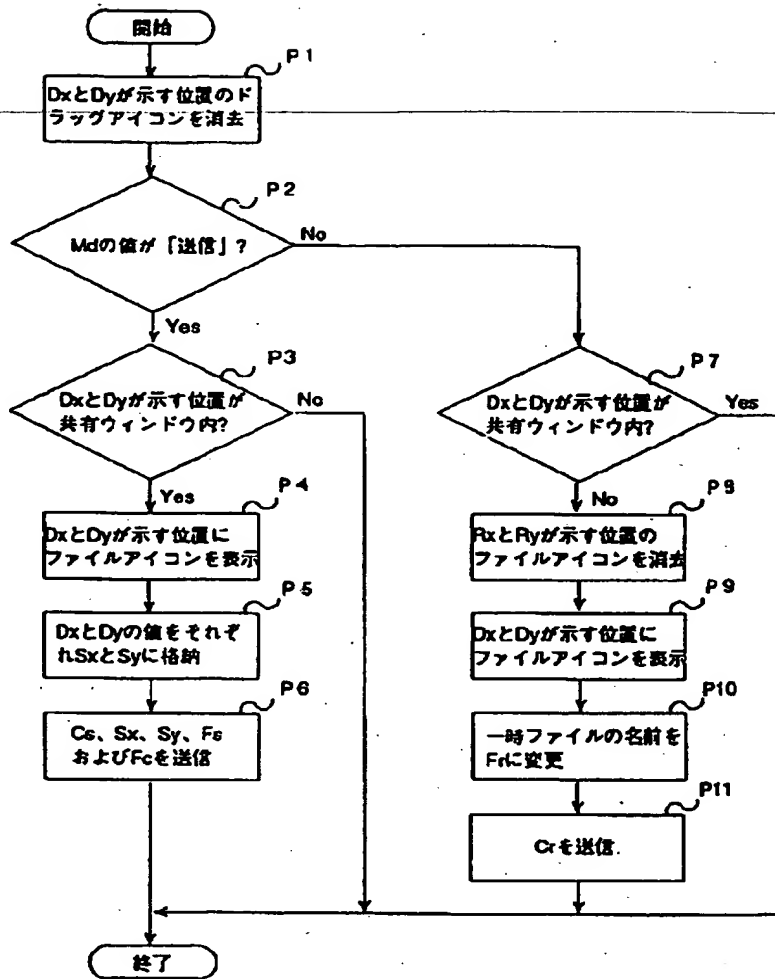 開始
P1
DxとDyが示す位置のド
ラッグアイコンを消去
P2
Mdの値が「送信」?
No
Yes
P3
DxとDyが示す位置が
共有ウィンドウ内?
No
Yes
P4
DxとDyが示す位置に
ファイルアイコンを表示
P5
DxとDyの値をそれぞ
れSxとSyに格納
P6
Cs、Sx、Sy、Fs
およびFcを送信
P7
DxとDyが示す位置が
共有ウィンドウ内?
Yes
No
P8
RxとRyが示す位置の
ファイルアイコンを消去
P9
DxとDyが示す位置に
ファイルアイコンを表示
P10
一時ファイルの名前を
Frに変更
P11
Crを送信
終了